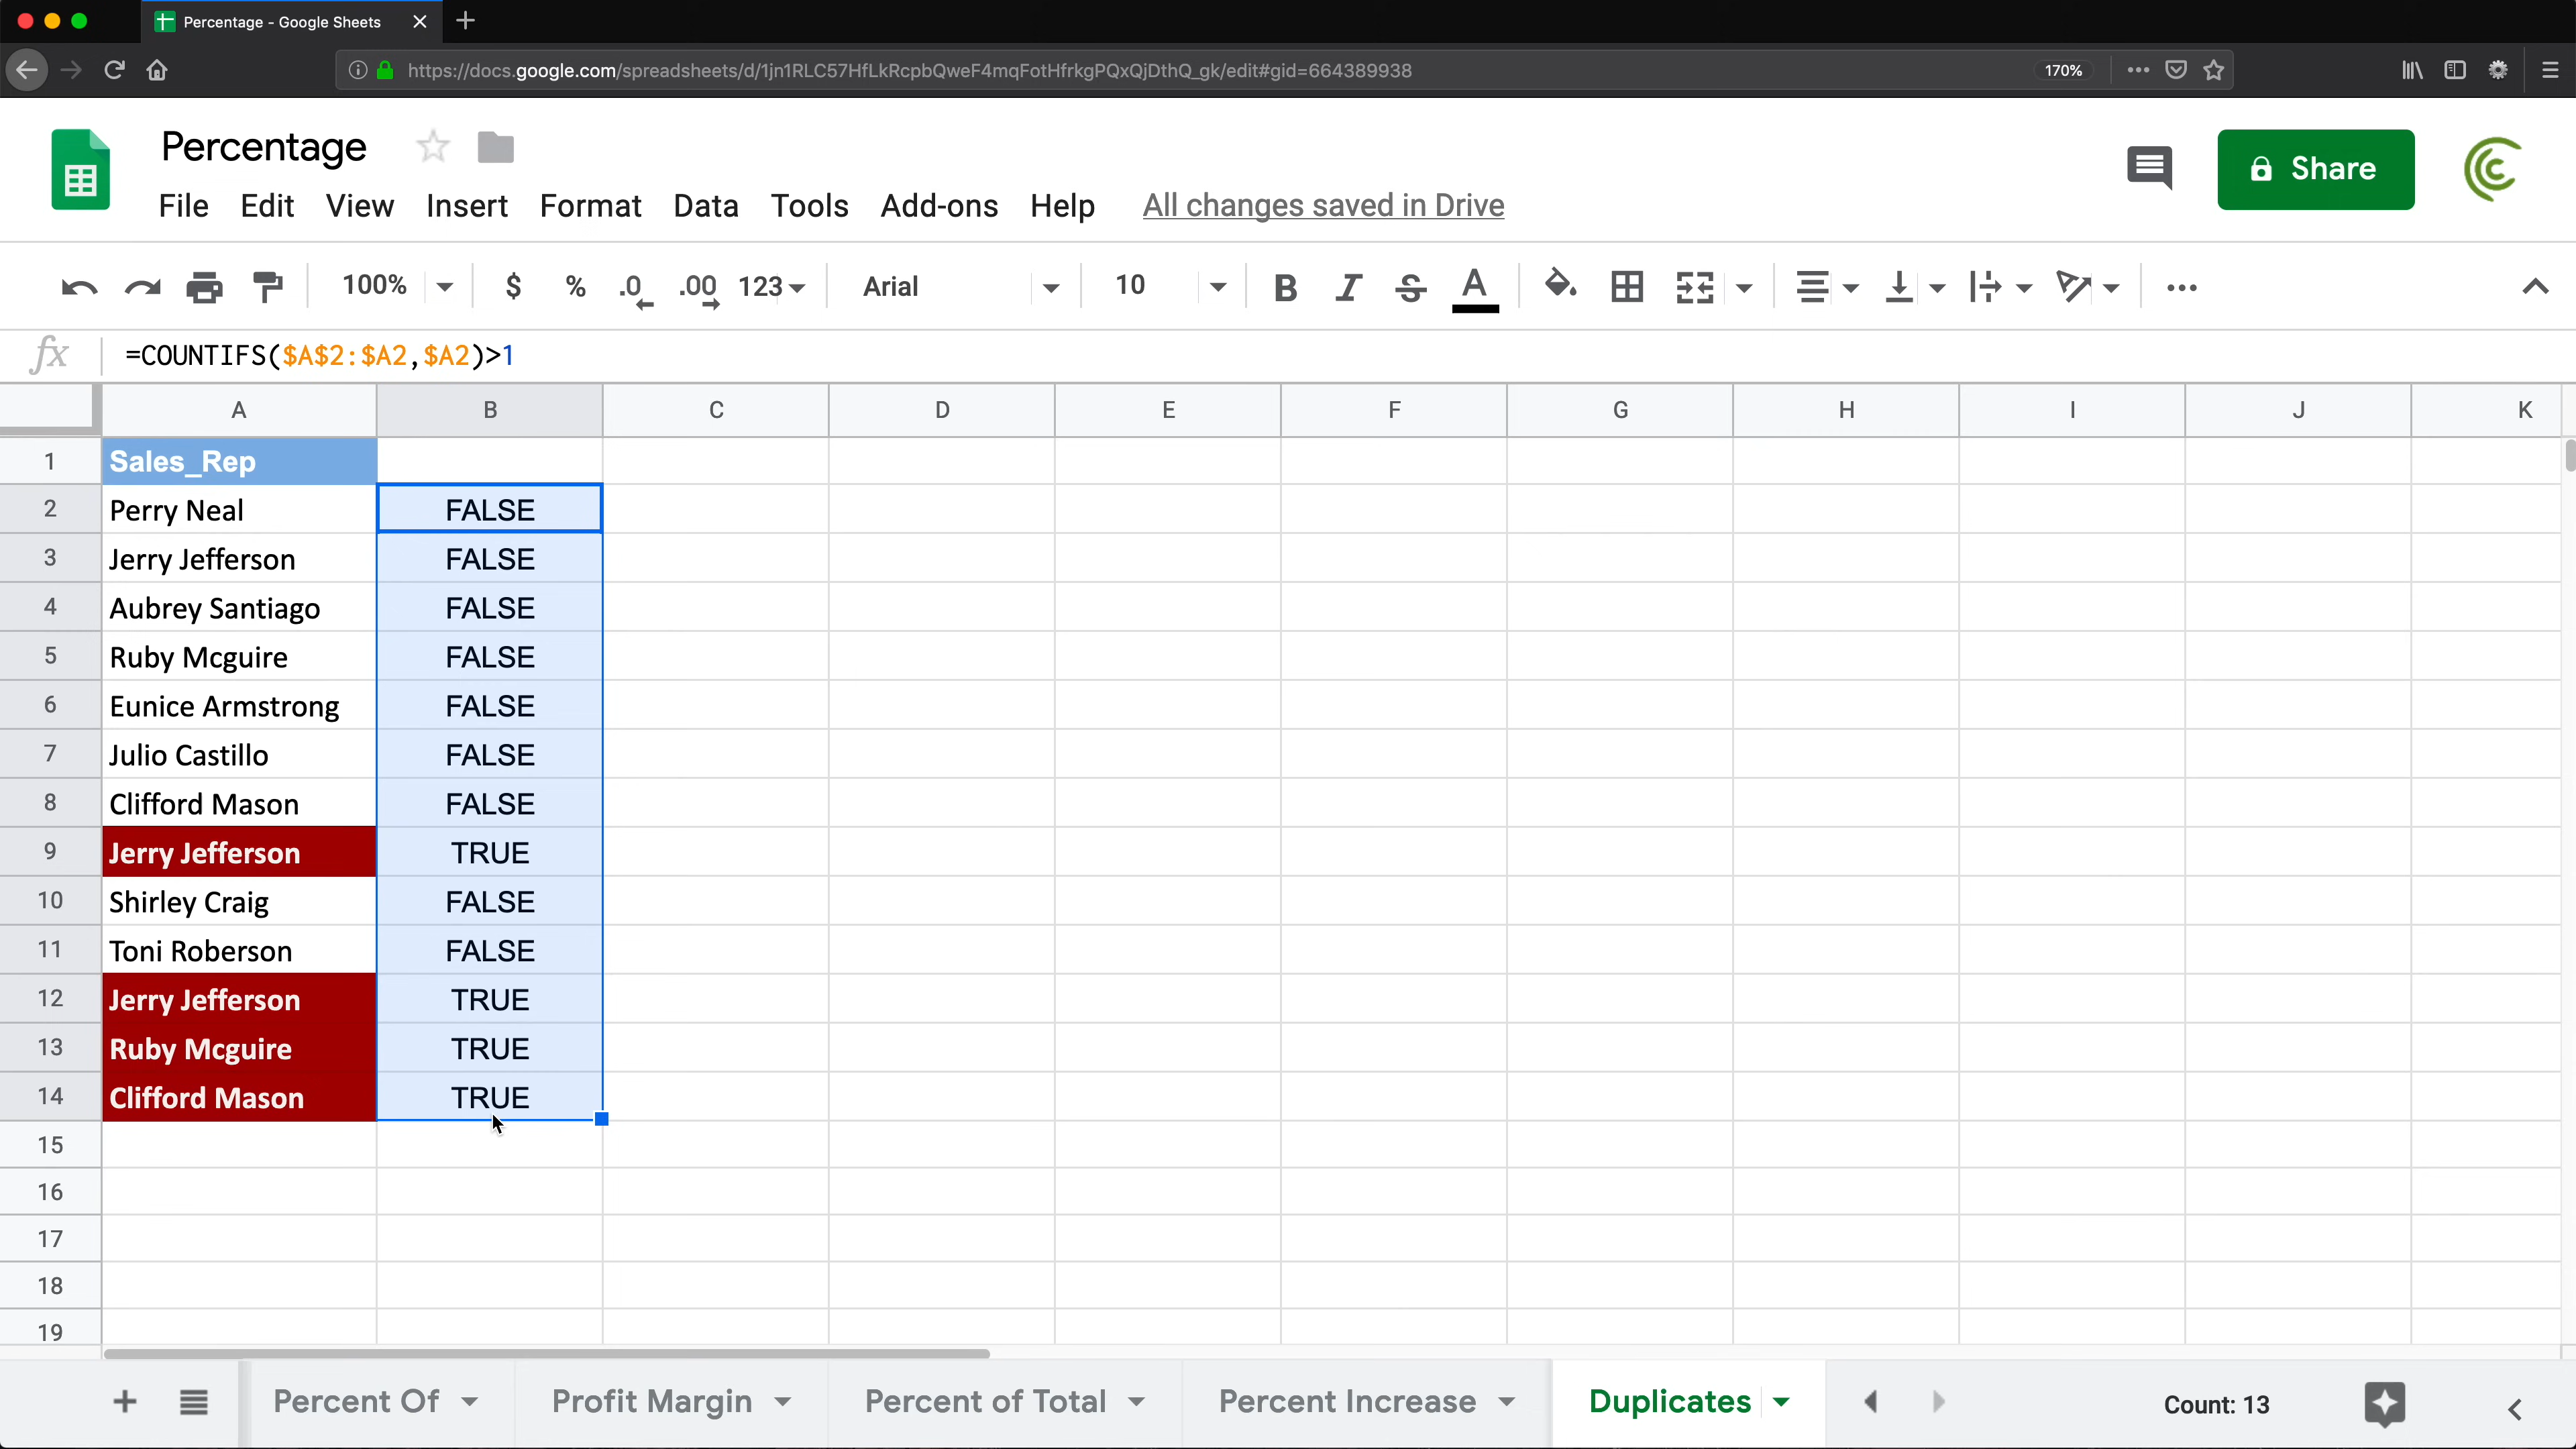 Percentage - Google Sheets
https://docs.google.com/spreadsheets/d/1jn1RLC57HfLkRcpbQweF4mqFotHfrkgPQxQjDthQ_gk/edit#gid=664389938
170%
Percentage
File Edit View Insert Format Data Tools Add-ons Help All changes saved in Drive
Share
100% $ % .0 .00 123 Arial 10 B I S A
fx =COUNTIFS($A$2:$A2,$A2)>1
A B C D E F G H I J K
1 Sales_Rep
2 Perry Neal FALSE
3 Jerry Jefferson FALSE
4 Aubrey Santiago FALSE
5 Ruby Mcguire FALSE
6 Eunice Armstrong FALSE
7 Julio Castillo FALSE
8 Clifford Mason FALSE
9 Jerry Jefferson TRUE
10 Shirley Craig FALSE
11 Toni Roberson FALSE
12 Jerry Jefferson TRUE
13 Ruby Mcguire TRUE
14 Clifford Mason TRUE
15
16
17
18
19
Percent Of Profit Margin Percent of Total Percent Increase Duplicates Count: 13